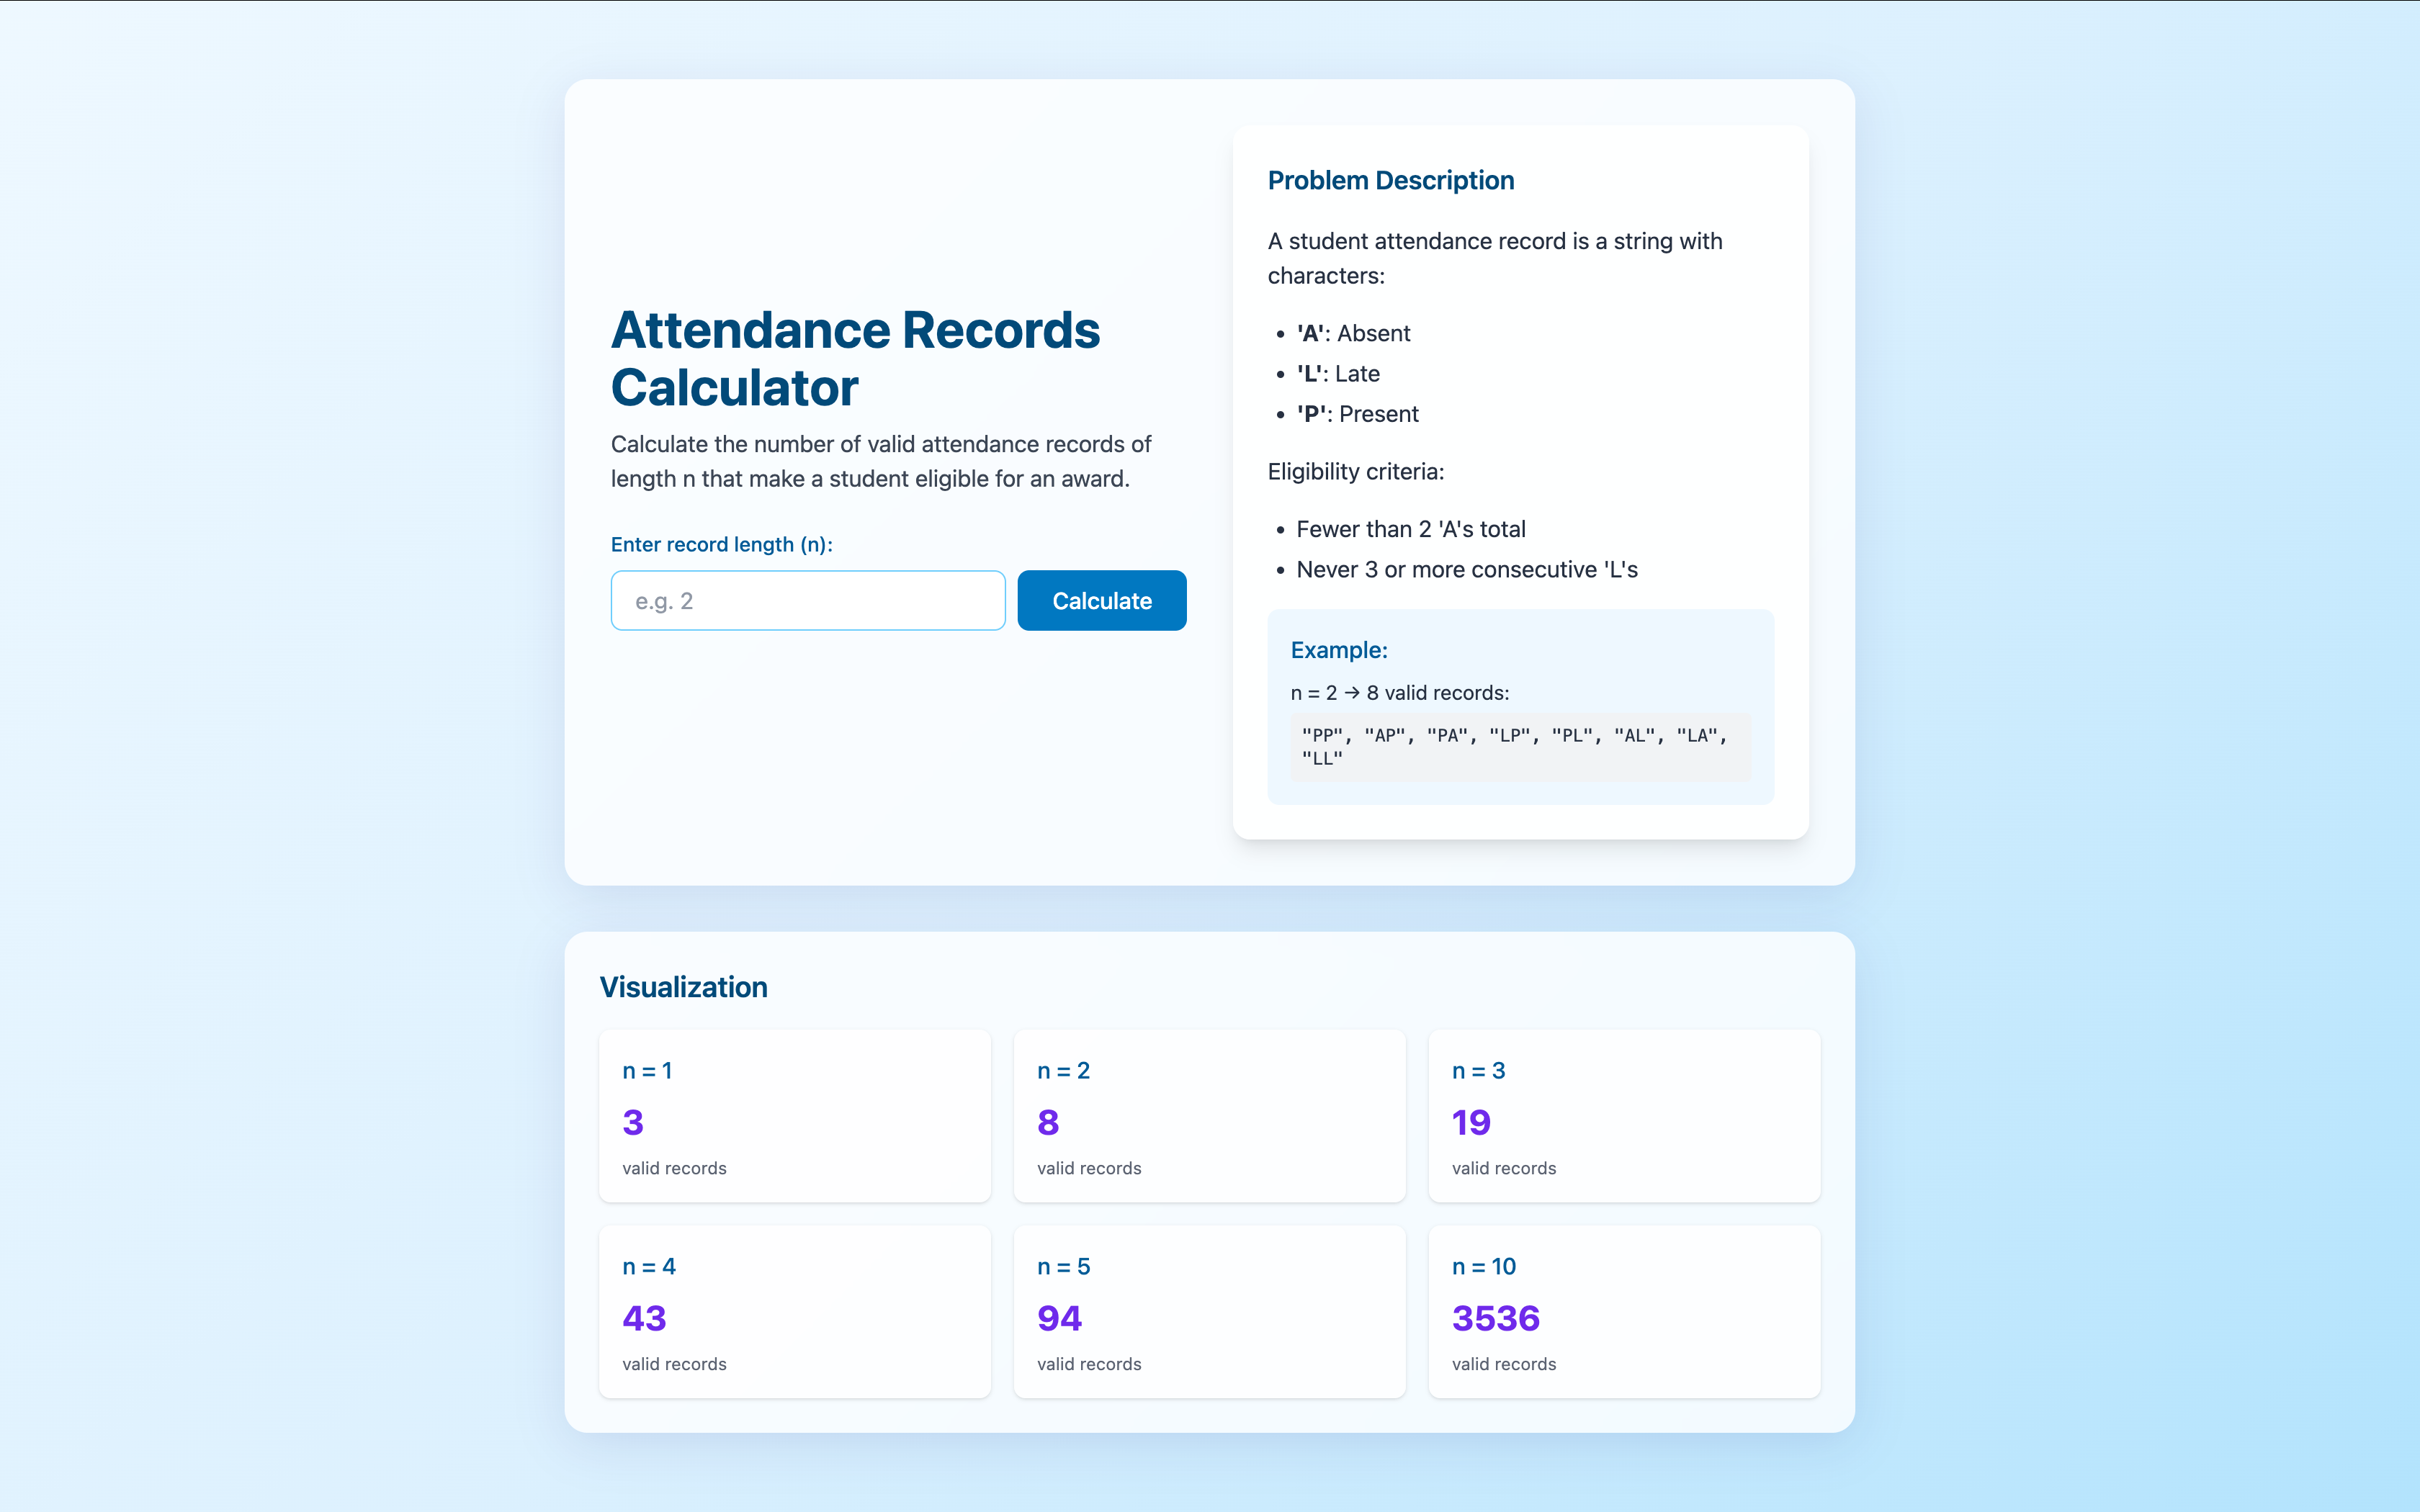 Attendance Records
Calculator
Calculate the number of valid attendance records of
length n that make a student eligible for an award.
Enter record length (n):
e.g. 2
Calculate
Problem Description
A student attendance record is a string with
characters:
• 'A': Absent
• 'L': Late
• 'P': Present
Eligibility criteria:
• Fewer than 2 'A's total
• Never 3 or more consecutive 'L's
Example:
n = 2 → 8 valid records:
"PP", "AP", "PA", "LP", "PL", "AL", "LA",
"LL"
Visualization
n = 1
3
valid records
n = 2
8
valid records
n = 3
19
valid records
n = 4
43
valid records
n = 5
94
valid records
n = 10
3536
valid records